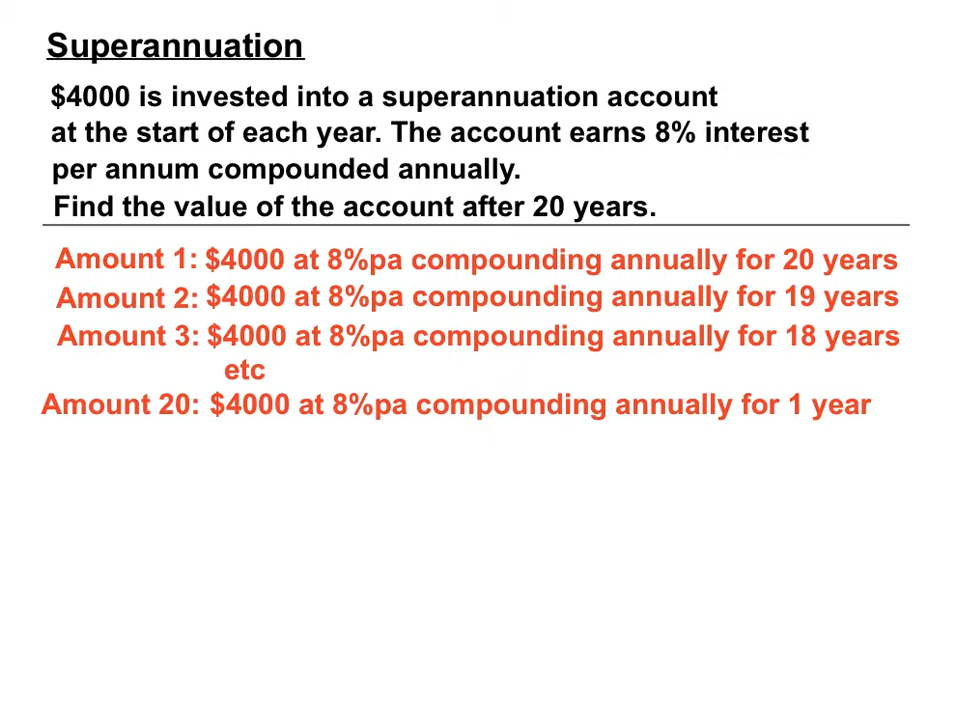 Superannuation
$4000 is invested into a superannuation account
at the start of each year. The account earns 8% interest
per annum compounded annually.
Find the value of the account after 20 years.
Amount 1: $4000 at 8%pa compounding annually for 20 years
Amount 2: $4000 at 8%pa compounding annually for 19 years
Amount 3: $4000 at 8%pa compounding annually for 18 years
etc
Amount 20: $4000 at 8%pa compounding annually for 1 year